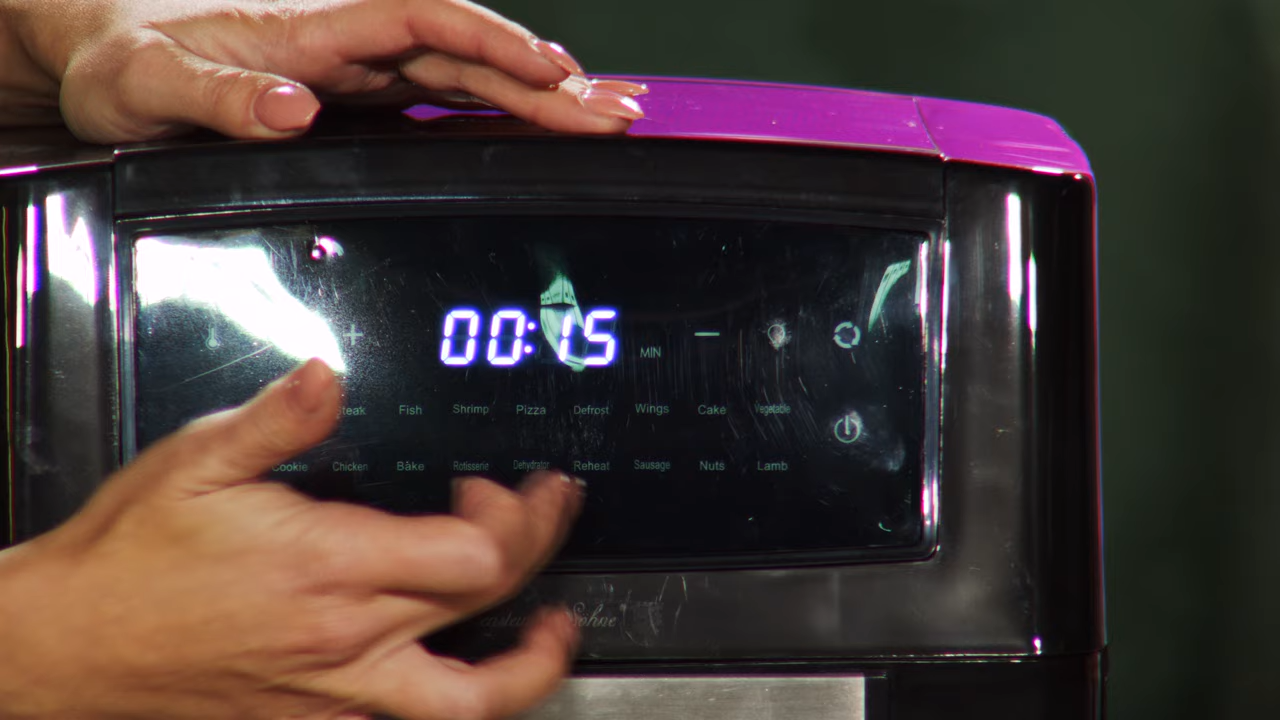 + 00:15 MIN −
Fish Shrimp Pizza Defrost Wings Cake Vegetable
Cookie Chicken Bake Rotisserie Dehydrator Reheat Sausage Nuts Lamb
Sohne